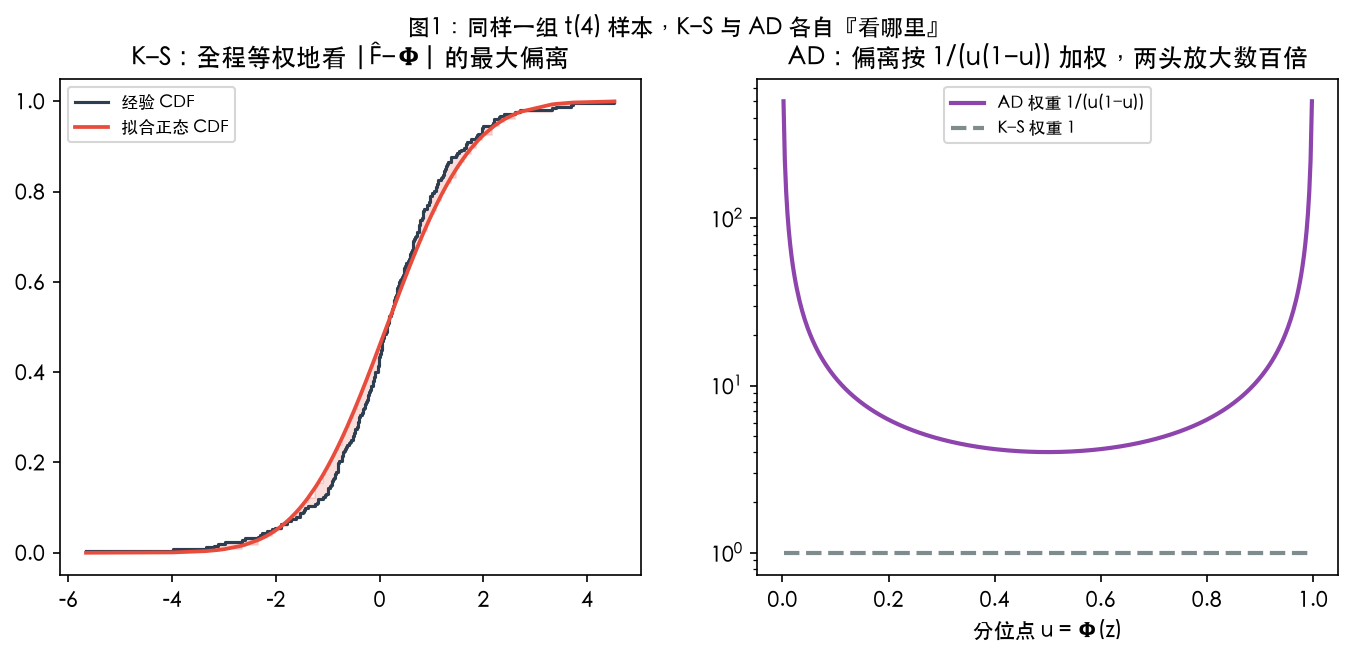 图1：同样一组 t(4) 样本，K–S 与 AD 各自『看哪里』
K–S：全程等权地看 |F̂−Φ| 的最大偏离
经验 CDF
拟合正态 CDF
1.0
0.8
0.6
0.4
0.2
0.0
-6
-4
-2
0
2
4
AD：偏离按 1/(u(1−u)) 加权，两头放大数百倍
AD 权重 1/(u(1−u))
K–S 权重 1
10²
10¹
10⁰
0.0
0.2
0.4
0.6
0.8
1.0
分位点 u = Φ(z)